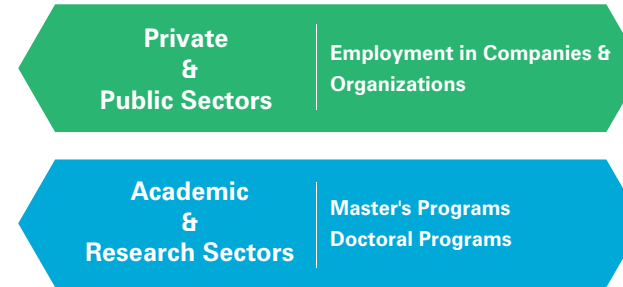 Private
&
Public Sectors
Employment in Companies &
Organizations
Academic
&
Research Sectors
Master's Programs
Doctoral Programs